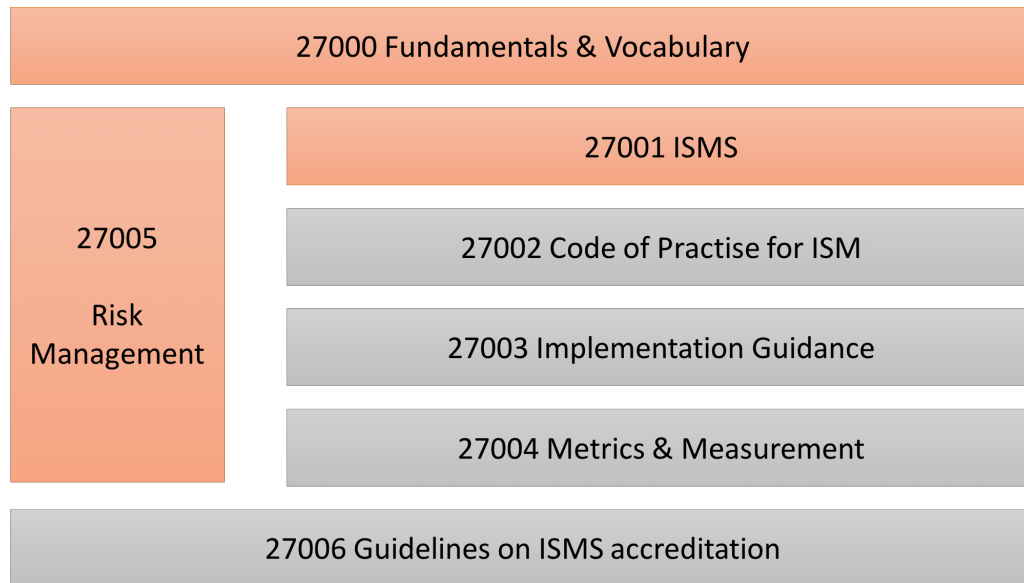 27000 Fundamentals & Vocabulary
27005
Risk
Management
27001 ISMS
27002 Code of Practise for ISM
27003 Implementation Guidance
27004 Metrics & Measurement
27006 Guidelines on ISMS accreditation